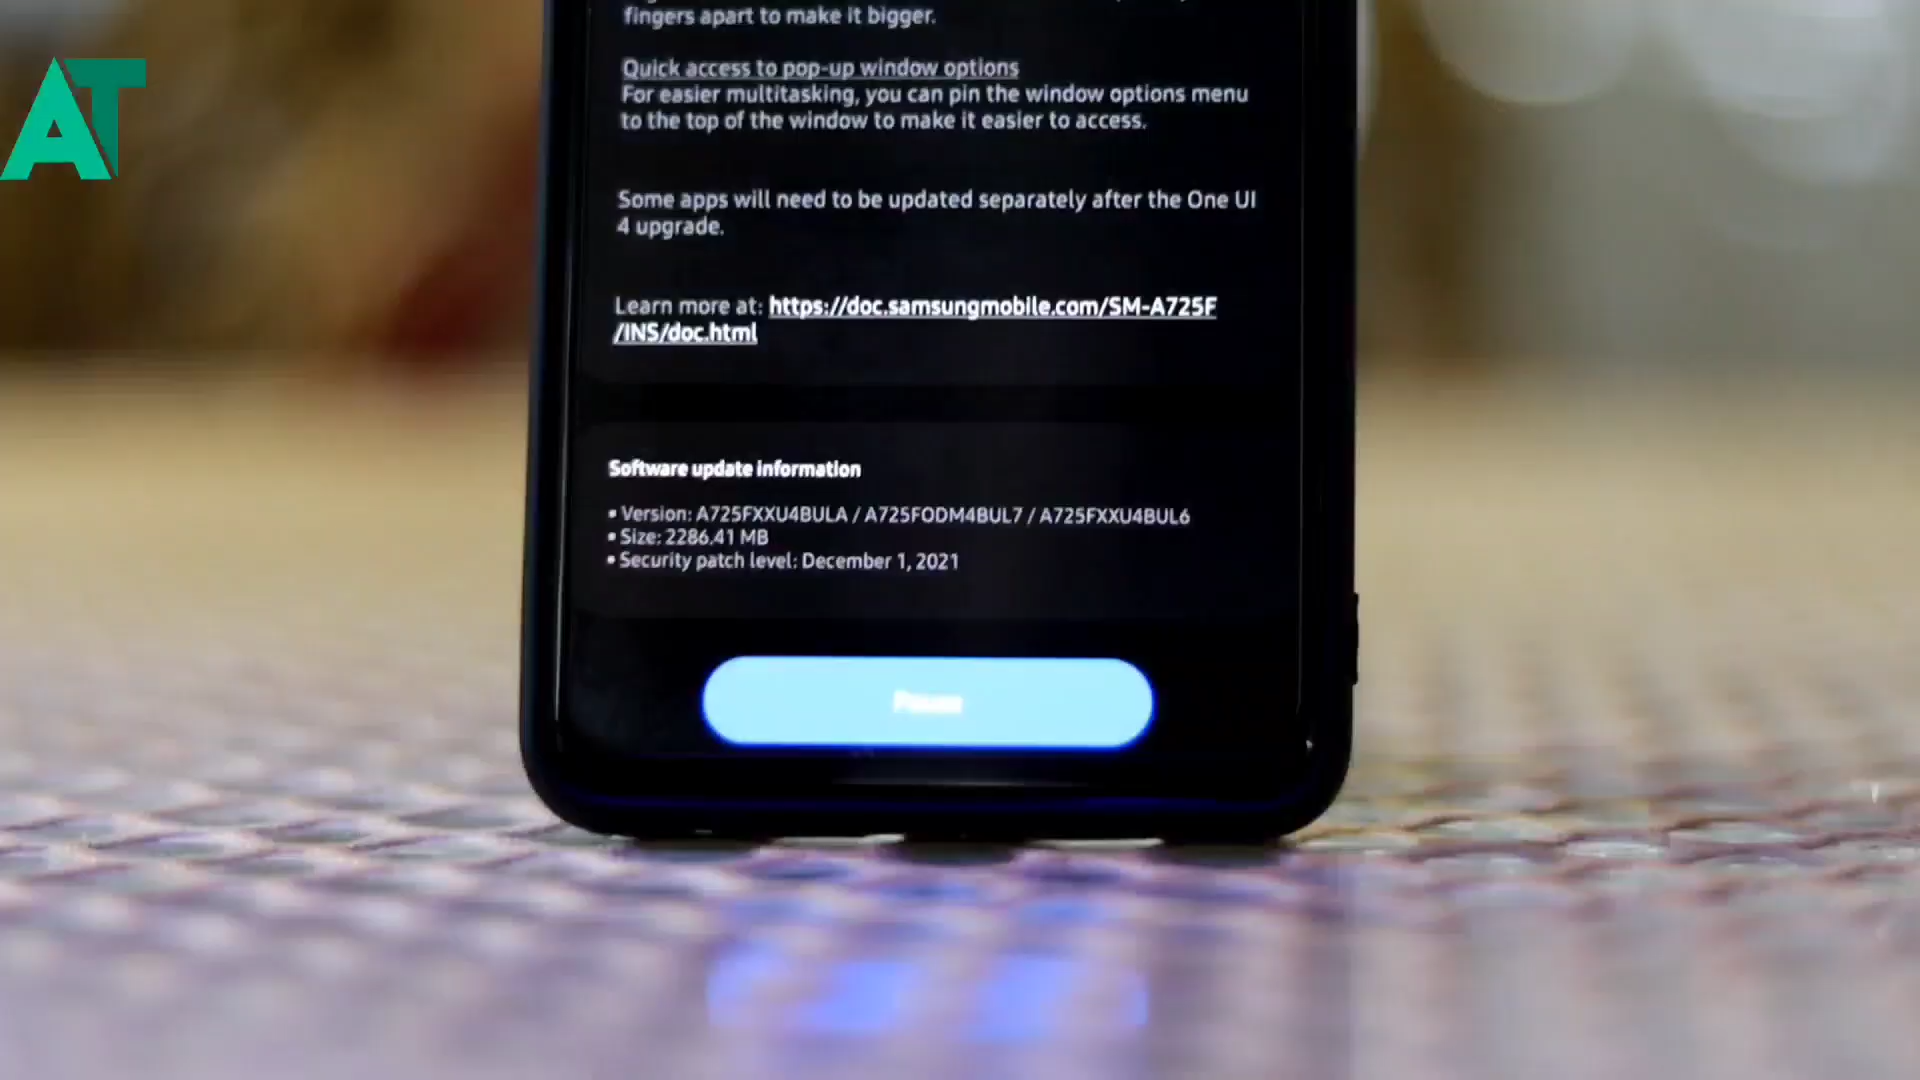 AT
fingers apart to make it bigger.
Quick access to pop-up window options
For easier multitasking, you can pin the window options menu
to the top of the window to make it easier to access.
Some apps will need to be updated separately after the One UI
4 upgrade.
Learn more at: https://doc.samsungmobile.com/SM-A725F
/INS/doc.html
Software update information
• Version: A725FXXU4BULA / A725FODM4BUL7 / A725FXXU4BUL6
• Size: 2286.41 MB
• Security patch level: December 1, 2021
Pause